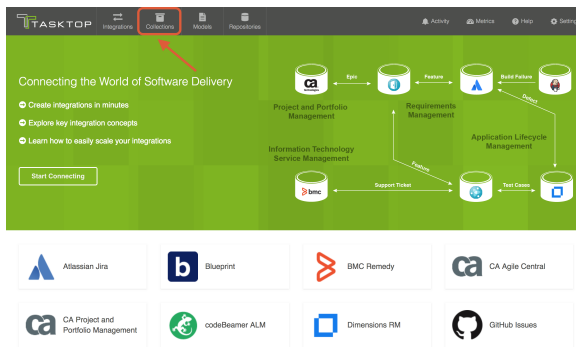 TASKTOP
Integrations
Collections
Models
Repositories
Activity
Metrics
Help
Connecting the World of Software Delivery
Create integrations in minutes
Explore key integration concepts
Learn how to easily scale your integrations
Start Connecting
ca
technologies
Epic
Feature
Build Failure
Defect
Project and Portfolio
Management
Requirements
Management
Application Lifecycle
Management
Information Technology
Service Management
Feature
bmc
Support Ticket
Test Cases
Atlassian Jira
b
Blueprint
BMC Remedy
ca
CA Agile Central
ca
CA Project and
Portfolio Management
codeBeamer ALM
Dimensions RM
GitHub Issues